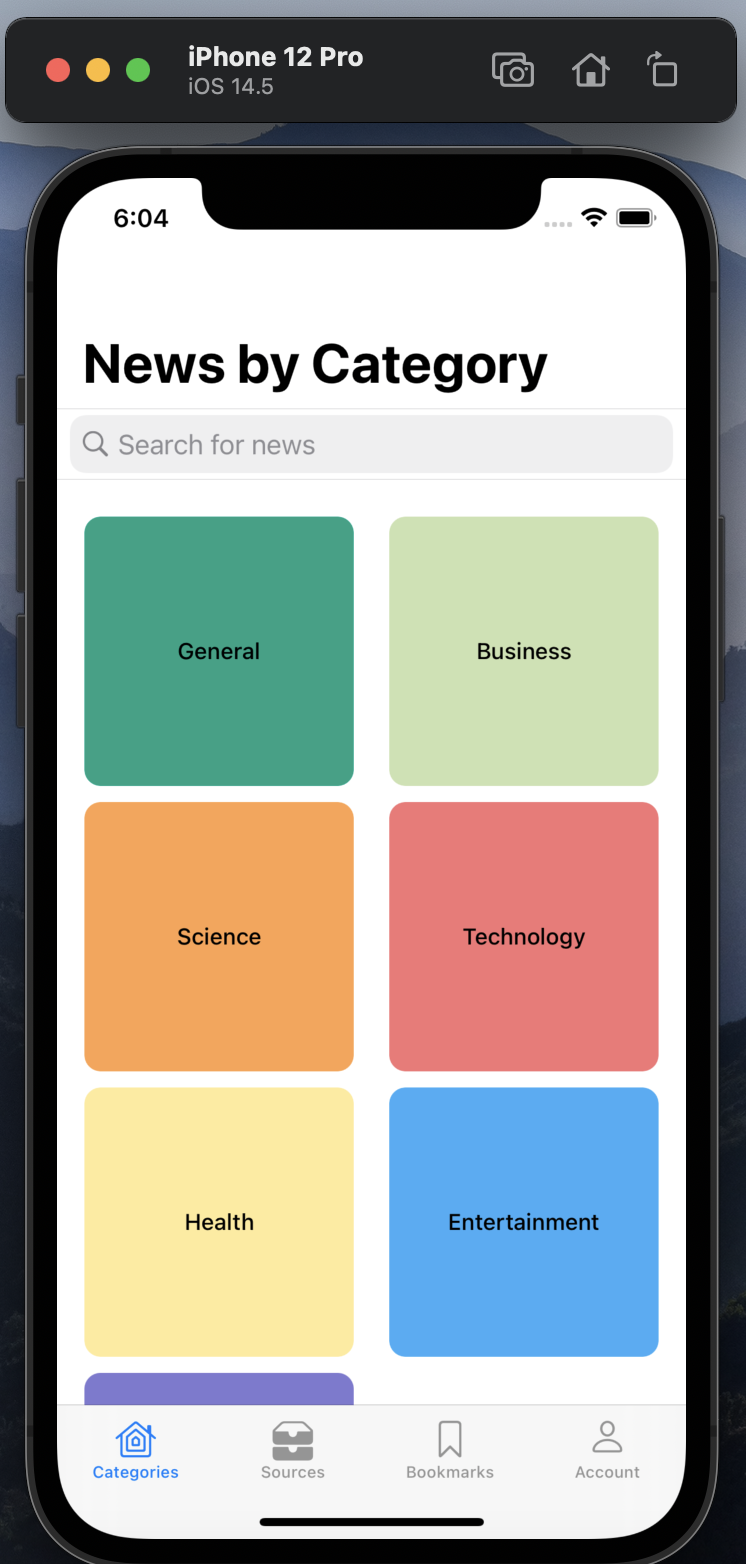 iPhone 12 Pro
iOS 14.5
6:04
News by Category
Search for news
General
Business
Science
Technology
Health
Entertainment
Categories
Sources
Bookmarks
Account